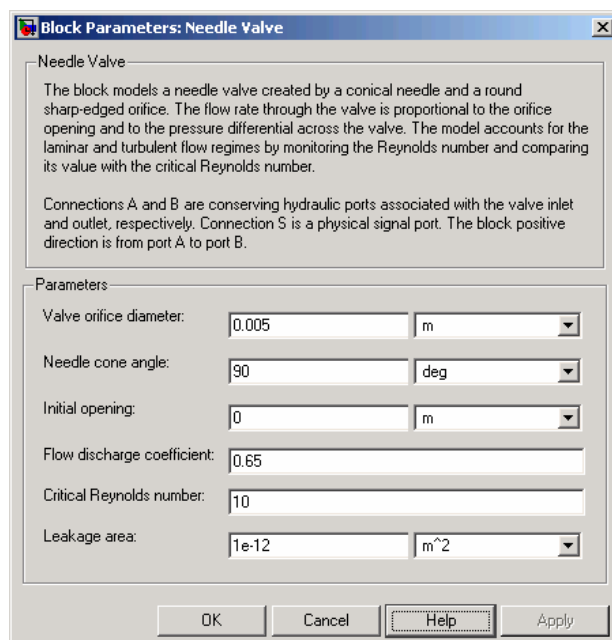 Block Parameters: Needle Valve
Needle Valve
The block models a needle valve created by a conical needle and a round
sharp-edged orifice. The flow rate through the valve is proportional to the orifice
opening and to the pressure differential across the valve. The model accounts for the
laminar and turbulent flow regimes by monitoring the Reynolds number and comparing
its value with the critical Reynolds number.
Connections A and B are conserving hydraulic ports associated with the valve inlet
and outlet, respectively. Connection S is a physical signal port. The block positive
direction is from port A to port B.
Parameters
Valve orifice diameter: 0.005 m
Needle cone angle: 90 deg
Initial opening: 0 m
Flow discharge coefficient: 0.65
Critical Reynolds number: 10
Leakage area: 1e-12 m^2
OK Cancel Help Apply